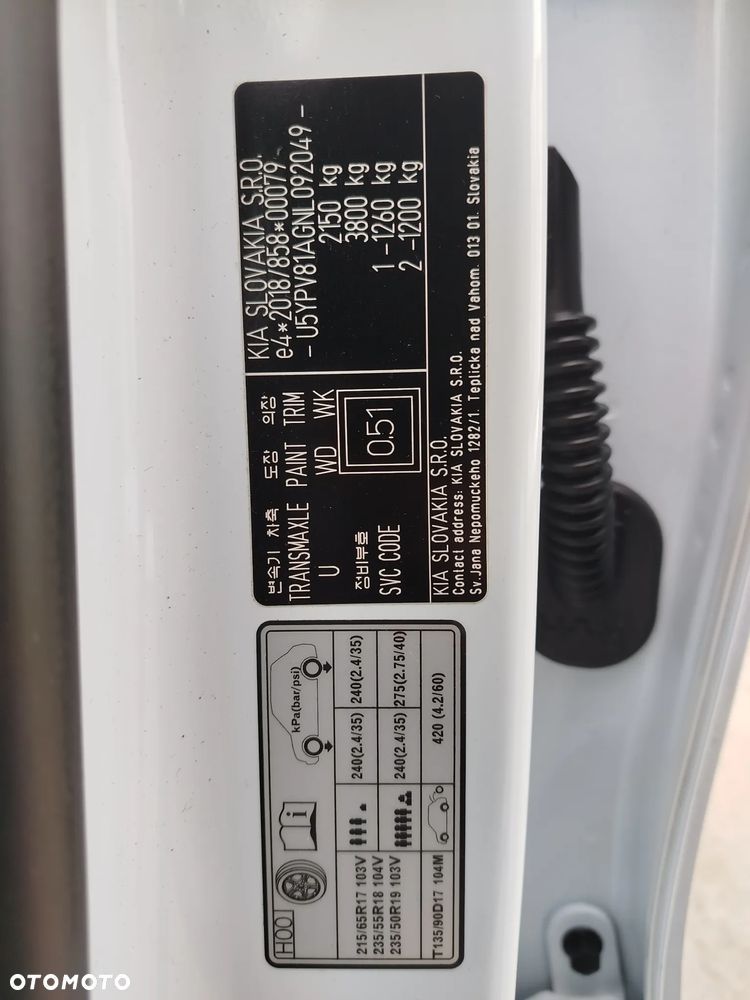 KIA SLOVAKIA S.R.O.
e4*2018/858*00079
- U5YPV81AGNL092049 -
2150 kg
3800 kg
1 - 1260 kg
2 - 1200 kg
변속기 차축 도장 의장
TRANSMAXLE PAINT TRIM
U WD WK
정비부호
SVC CODE
0.51
KIA SLOVAKIA S.R.O.
Contact address: KIA SLOVAKIA S.R.O.
Sv.Jana Nepomuckeho 1282/1. Teplicka nad Vahom. 013 01. Slovakia
HOO
i
kPa(bar/psi)
215/65R17 103V
235/55R18 104V
235/50R19 103V
240(2.4/35) 240(2.4/35)
240(2.4/35) 275(2.75/40)
T135/90D17 104M 420 (4.2/60)
OTOMOTO